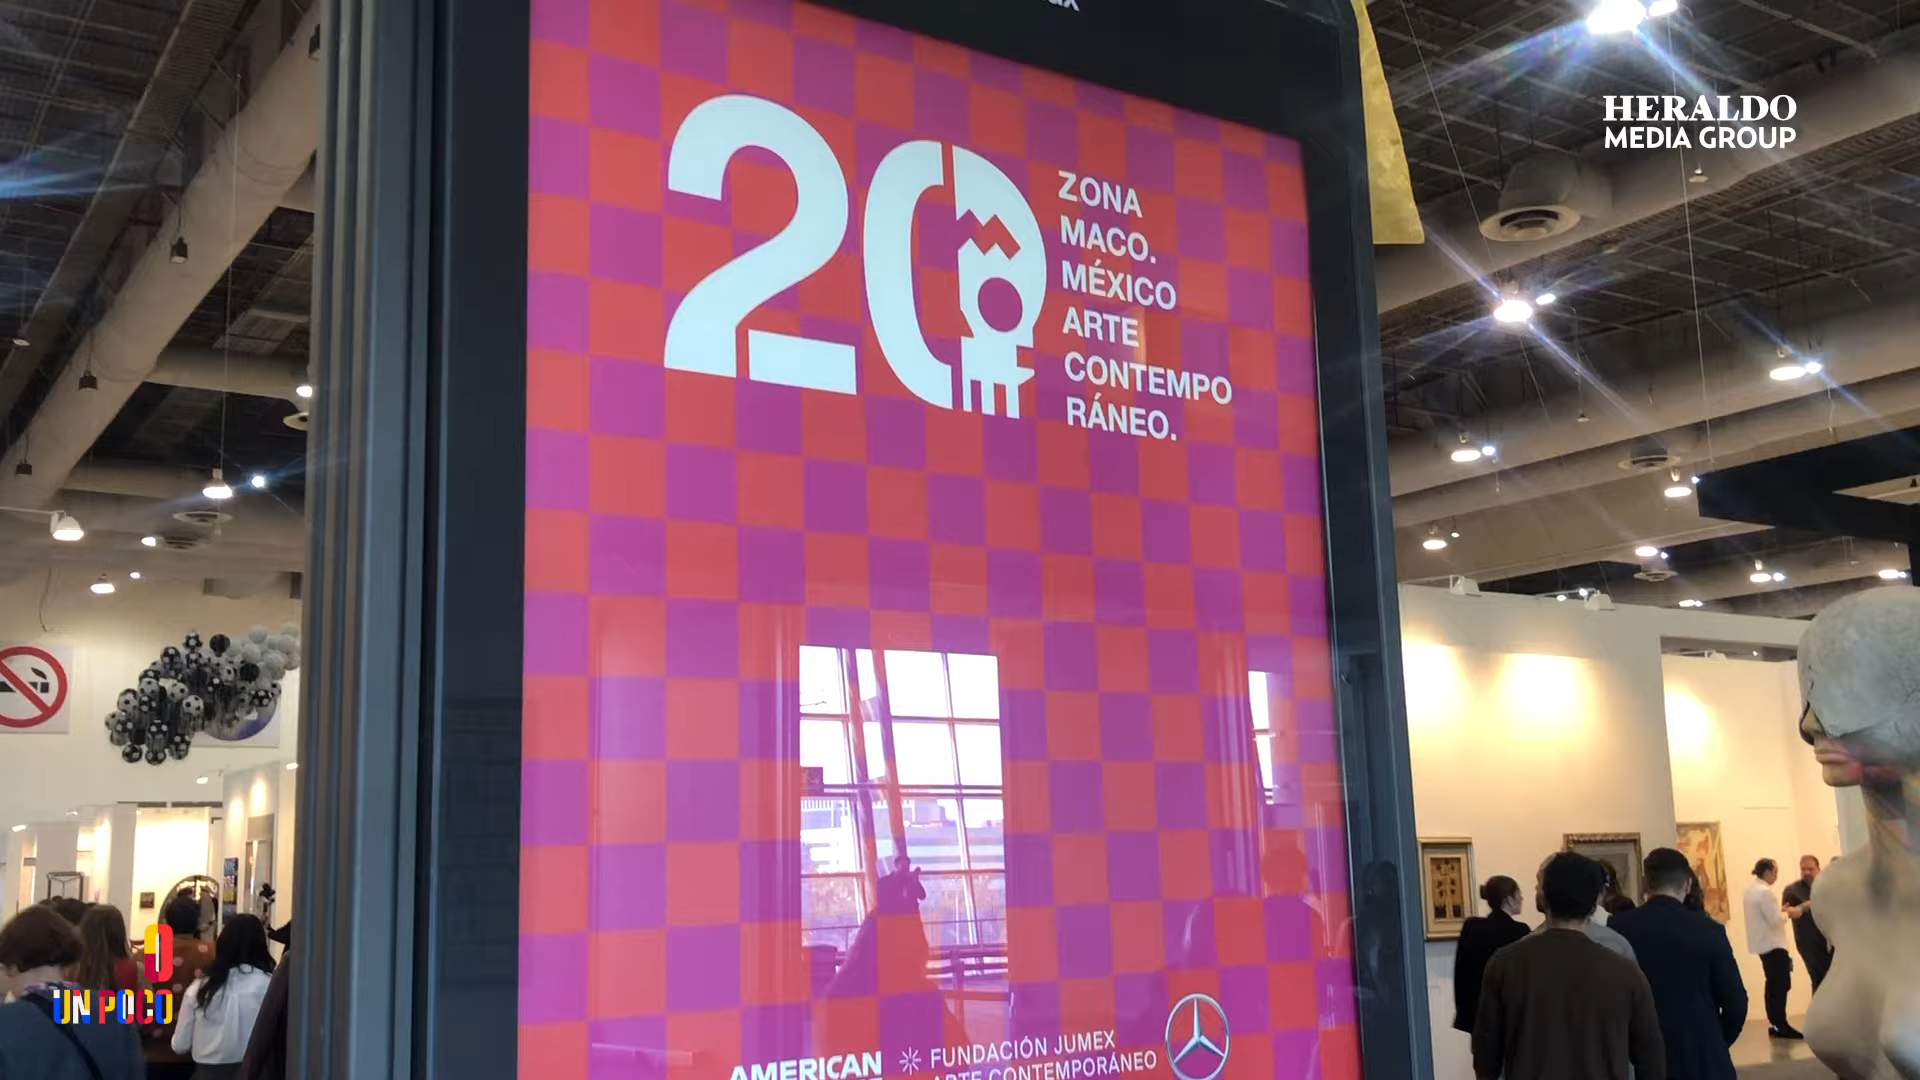 HERALDO
MEDIA GROUP
20
ZONA
MACO.
MÉXICO
ARTE
CONTEMPO
RÁNEO.
UN POCO
AMERICAN
FUNDACIÓN JUMEX
ARTE CONTEMPORÁNEO